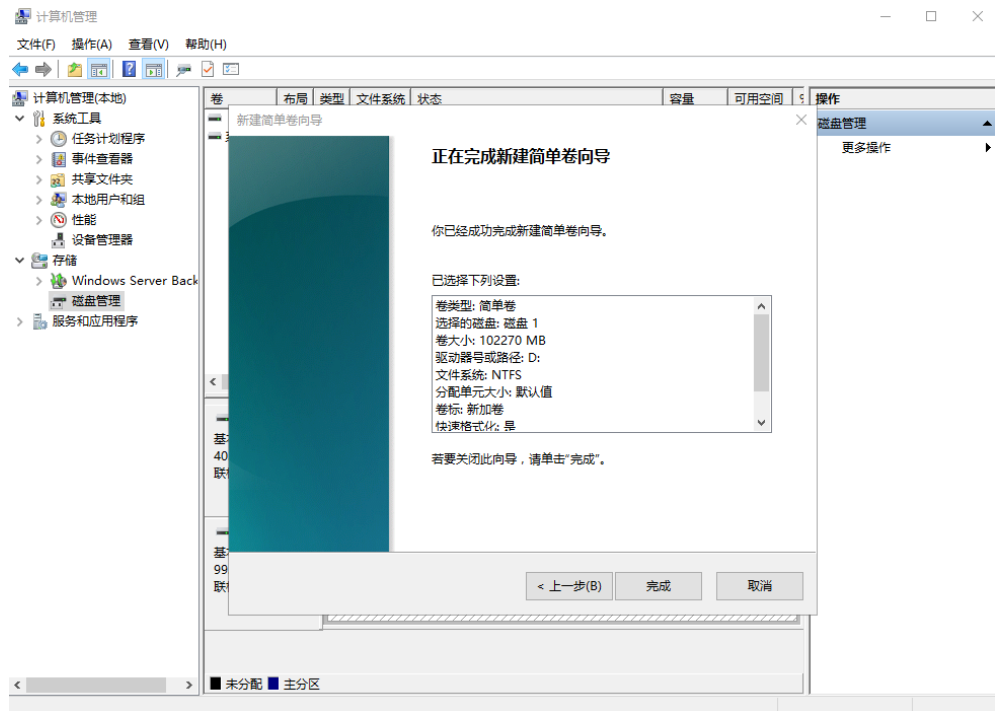 计算机管理
文件(F) 操作(A) 查看(V) 帮助(H)
计算机管理(本地)
系统工具
任务计划程序
事件查看器
共享文件夹
本地用户和组
性能
设备管理器
存储
Windows Server Back
磁盘管理
服务和应用程序
卷 布局 类型 文件系统 状态 容量 可用空间
新建简单卷向导
正在完成新建简单卷向导
你已经成功完成新建简单卷向导。
已选择下列设置:
卷类型: 简单卷
选择的磁盘: 磁盘 1
卷大小: 102270 MB
驱动器号或路径: D:
文件系统: NTFS
分配单元大小: 默认值
卷标: 新加卷
快速格式化: 是
若要关闭此向导，请单击"完成"。
< 上一步(B) 完成 取消
基
40
联
基
99
联
未分配 主分区
操作
磁盘管理
更多操作